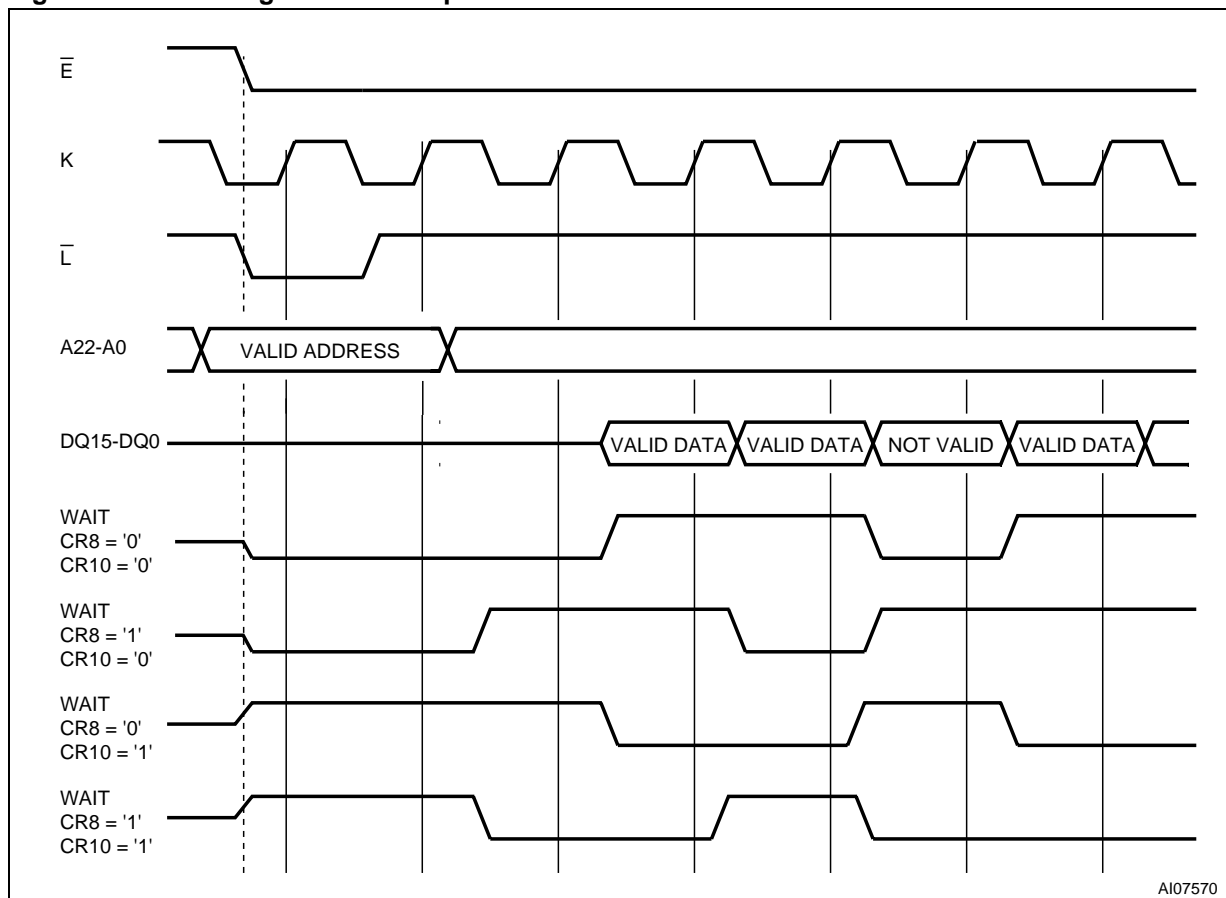 E
K
L
A22-A0
VALID ADDRESS
DQ15-DQ0
VALID DATA
VALID DATA
NOT VALID
VALID DATA
WAIT
CR8 = '0'
CR10 = '0'
WAIT
CR8 = '1'
CR10 = '0'
WAIT
CR8 = '0'
CR10 = '1'
WAIT
CR8 = '1'
CR10 = '1'
AI07570